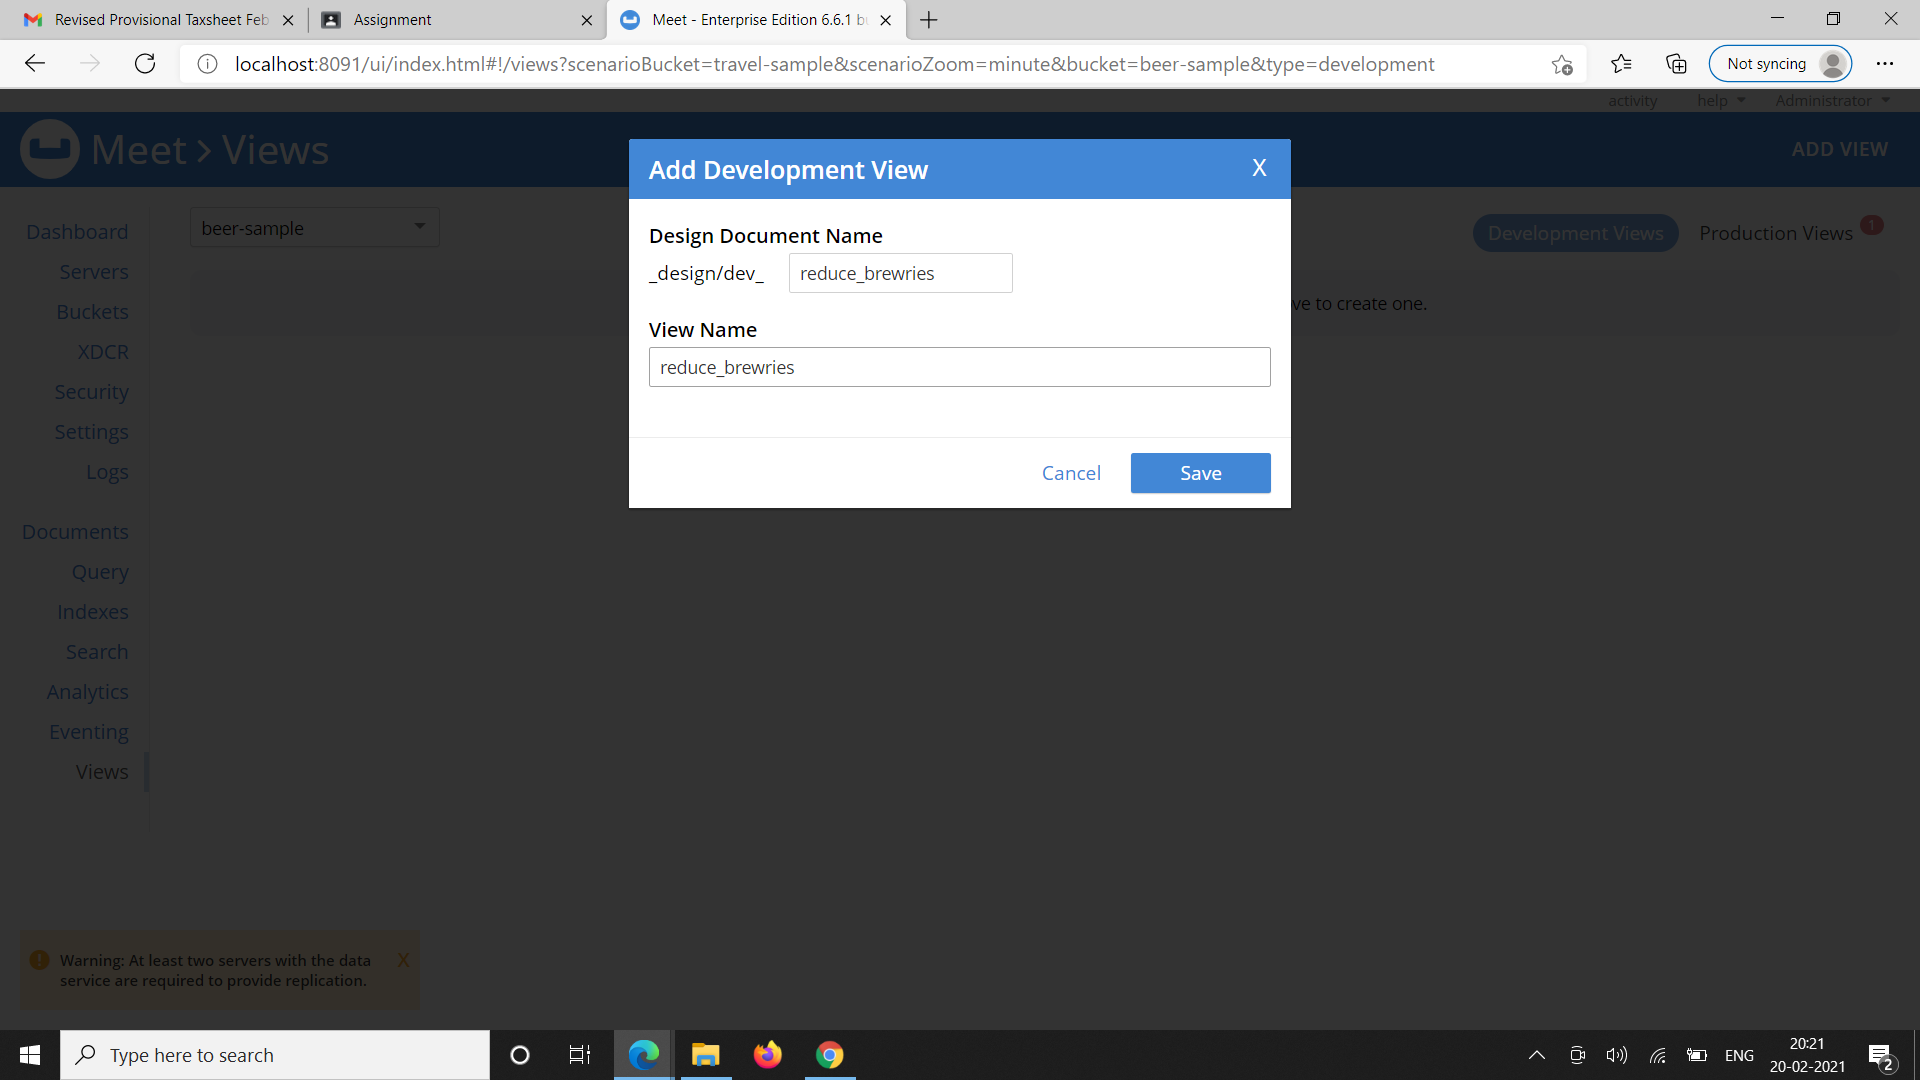 Revised Provisional Taxsheet Feb
Assignment
Meet - Enterprise Edition 6.6.1 bu
localhost:8091/ui/index.html#!/views?scenarioBucket=travel-sample&scenarioZoom=minute&bucket=beer-sample&type=development
Not syncing
activity help Administrator
Meet > Views
ADD VIEW
Add Development View X
Dashboard
Servers
Buckets
XDCR
Security
Settings
Logs
Documents
Query
Indexes
Search
Analytics
Eventing
Views
beer-sample
Development Views Production Views 1
ve to create one.
Design Document Name
_design/dev_ reduce_brewries
View Name
reduce_brewries
Cancel Save
! Warning: At least two servers with the data X
service are required to provide replication.
Type here to search
ENG
20:21
20-02-2021
2